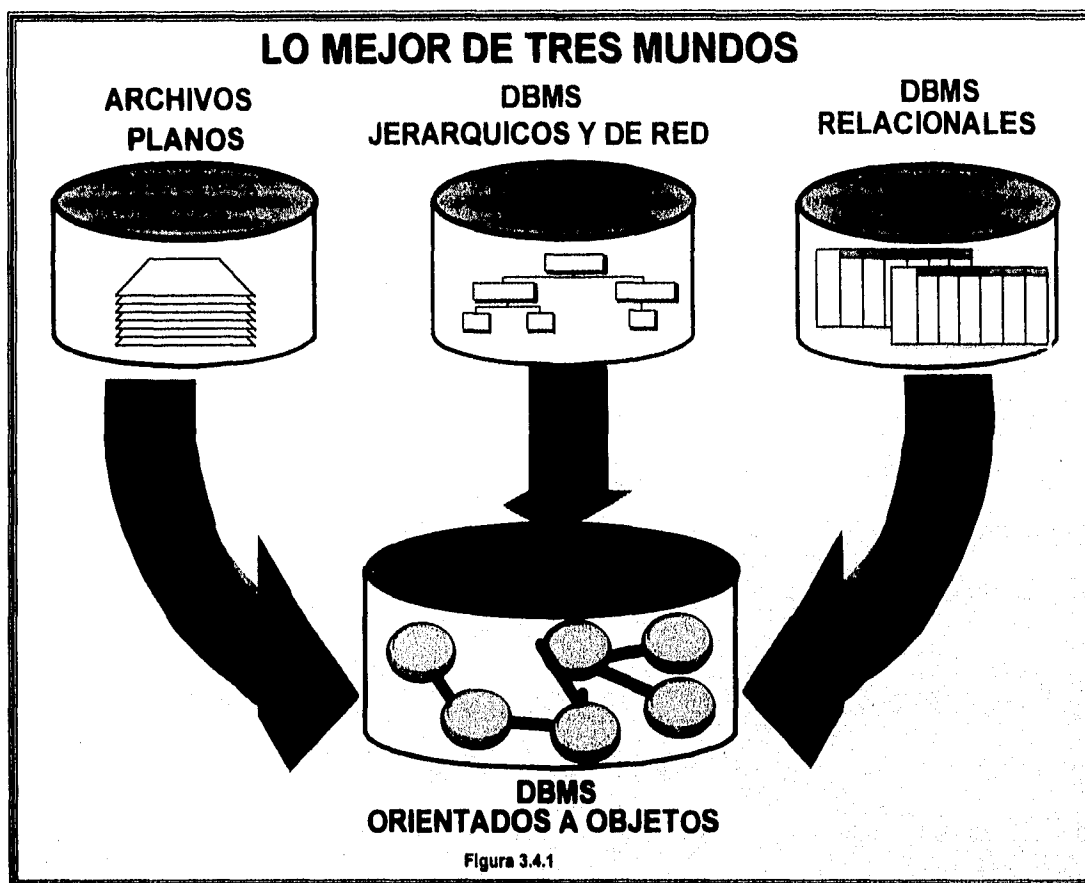 LO MEJOR DE TRES MUNDOS
ARCHIVOS
PLANOS
DBMS
JERARQUICOS Y DE RED
DBMS
RELACIONALES
DBMS
ORIENTADOS A OBJETOS
Figura 3.4.1